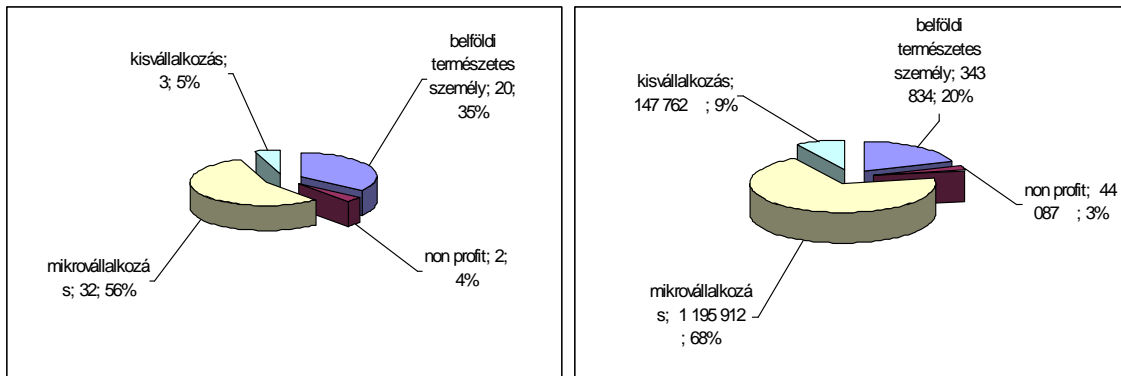 kisvállalkozás;
3; 5%
belföldi
természetes
személy; 20;
35%
mikrovállalkozá
s; 32; 56%
non profit; 2;
4%
kisvállalkozás;
147 762 ; 9%
belföldi
természetes
személy; 343
834; 20%
non profit; 44
087 ; 3%
mikrovállalkozá
s; 1 195 912
; 68%